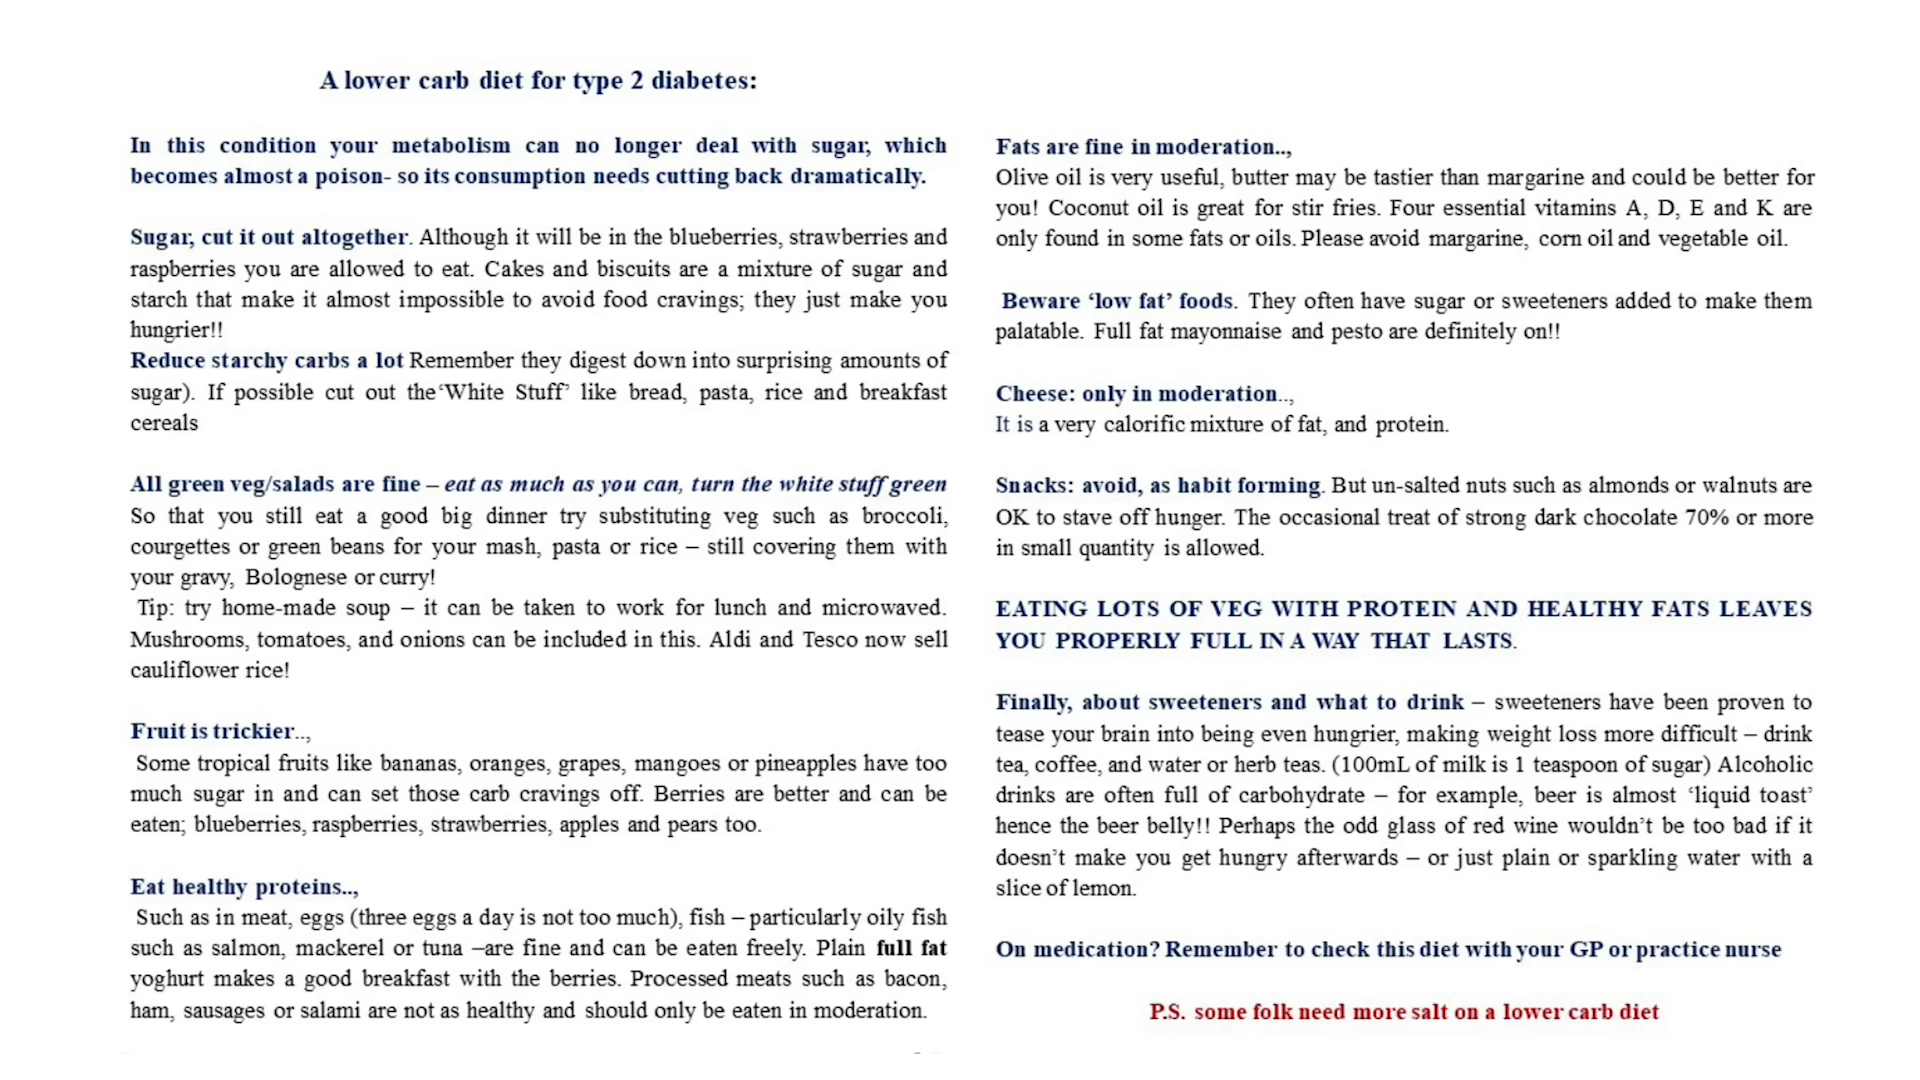 A lower carb diet for type 2 diabetes:
In this condition your metabolism can no longer deal with sugar, which
becomes almost a poison- so its consumption needs cutting back dramatically.
Sugar, cut it out altogether. Although it will be in the blueberries, strawberries and
raspberries you are allowed to eat. Cakes and biscuits are a mixture of sugar and
starch that make it almost impossible to avoid food cravings; they just make you
hungrier!!
Reduce starchy carbs a lot Remember they digest down into surprising amounts of
sugar). If possible cut out the‘White Stuff’ like bread, pasta, rice and breakfast
cereals
All green veg/salads are fine – eat as much as you can, turn the white stuff green
So that you still eat a good big dinner try substituting veg such as broccoli,
courgettes or green beans for your mash, pasta or rice – still covering them with
your gravy, Bolognese or curry!
Tip: try home-made soup – it can be taken to work for lunch and microwaved.
Mushrooms, tomatoes, and onions can be included in this. Aldi and Tesco now sell
cauliflower rice!
Fruit is trickier..,
Some tropical fruits like bananas, oranges, grapes, mangoes or pineapples have too
much sugar in and can set those carb cravings off. Berries are better and can be
eaten; blueberries, raspberries, strawberries, apples and pears too.
Eat healthy proteins..,
Such as in meat, eggs (three eggs a day is not too much), fish – particularly oily fish
such as salmon, mackerel or tuna –are fine and can be eaten freely. Plain full fat
yoghurt makes a good breakfast with the berries. Processed meats such as bacon,
ham, sausages or salami are not as healthy and should only be eaten in moderation.
Fats are fine in moderation..,
Olive oil is very useful, butter may be tastier than margarine and could be better for
you! Coconut oil is great for stir fries. Four essential vitamins A, D, E and K are
only found in some fats or oils. Please avoid margarine, corn oil and vegetable oil.
Beware ‘low fat’ foods. They often have sugar or sweeteners added to make them
palatable. Full fat mayonnaise and pesto are definitely on!!
Cheese: only in moderation..,
It is a very calorific mixture of fat, and protein.
Snacks: avoid, as habit forming. But un-salted nuts such as almonds or walnuts are
OK to stave off hunger. The occasional treat of strong dark chocolate 70% or more
in small quantity is allowed.
EATING LOTS OF VEG WITH PROTEIN AND HEALTHY FATS LEAVES
YOU PROPERLY FULL IN A WAY THAT LASTS.
Finally, about sweeteners and what to drink – sweeteners have been proven to
tease your brain into being even hungrier, making weight loss more difficult – drink
tea, coffee, and water or herb teas. (100mL of milk is 1 teaspoon of sugar) Alcoholic
drinks are often full of carbohydrate – for example, beer is almost ‘liquid toast’
hence the beer belly!! Perhaps the odd glass of red wine wouldn’t be too bad if it
doesn’t make you get hungry afterwards – or just plain or sparkling water with a
slice of lemon.
On medication? Remember to check this diet with your GP or practice nurse
P.S. some folk need more salt on a lower carb diet